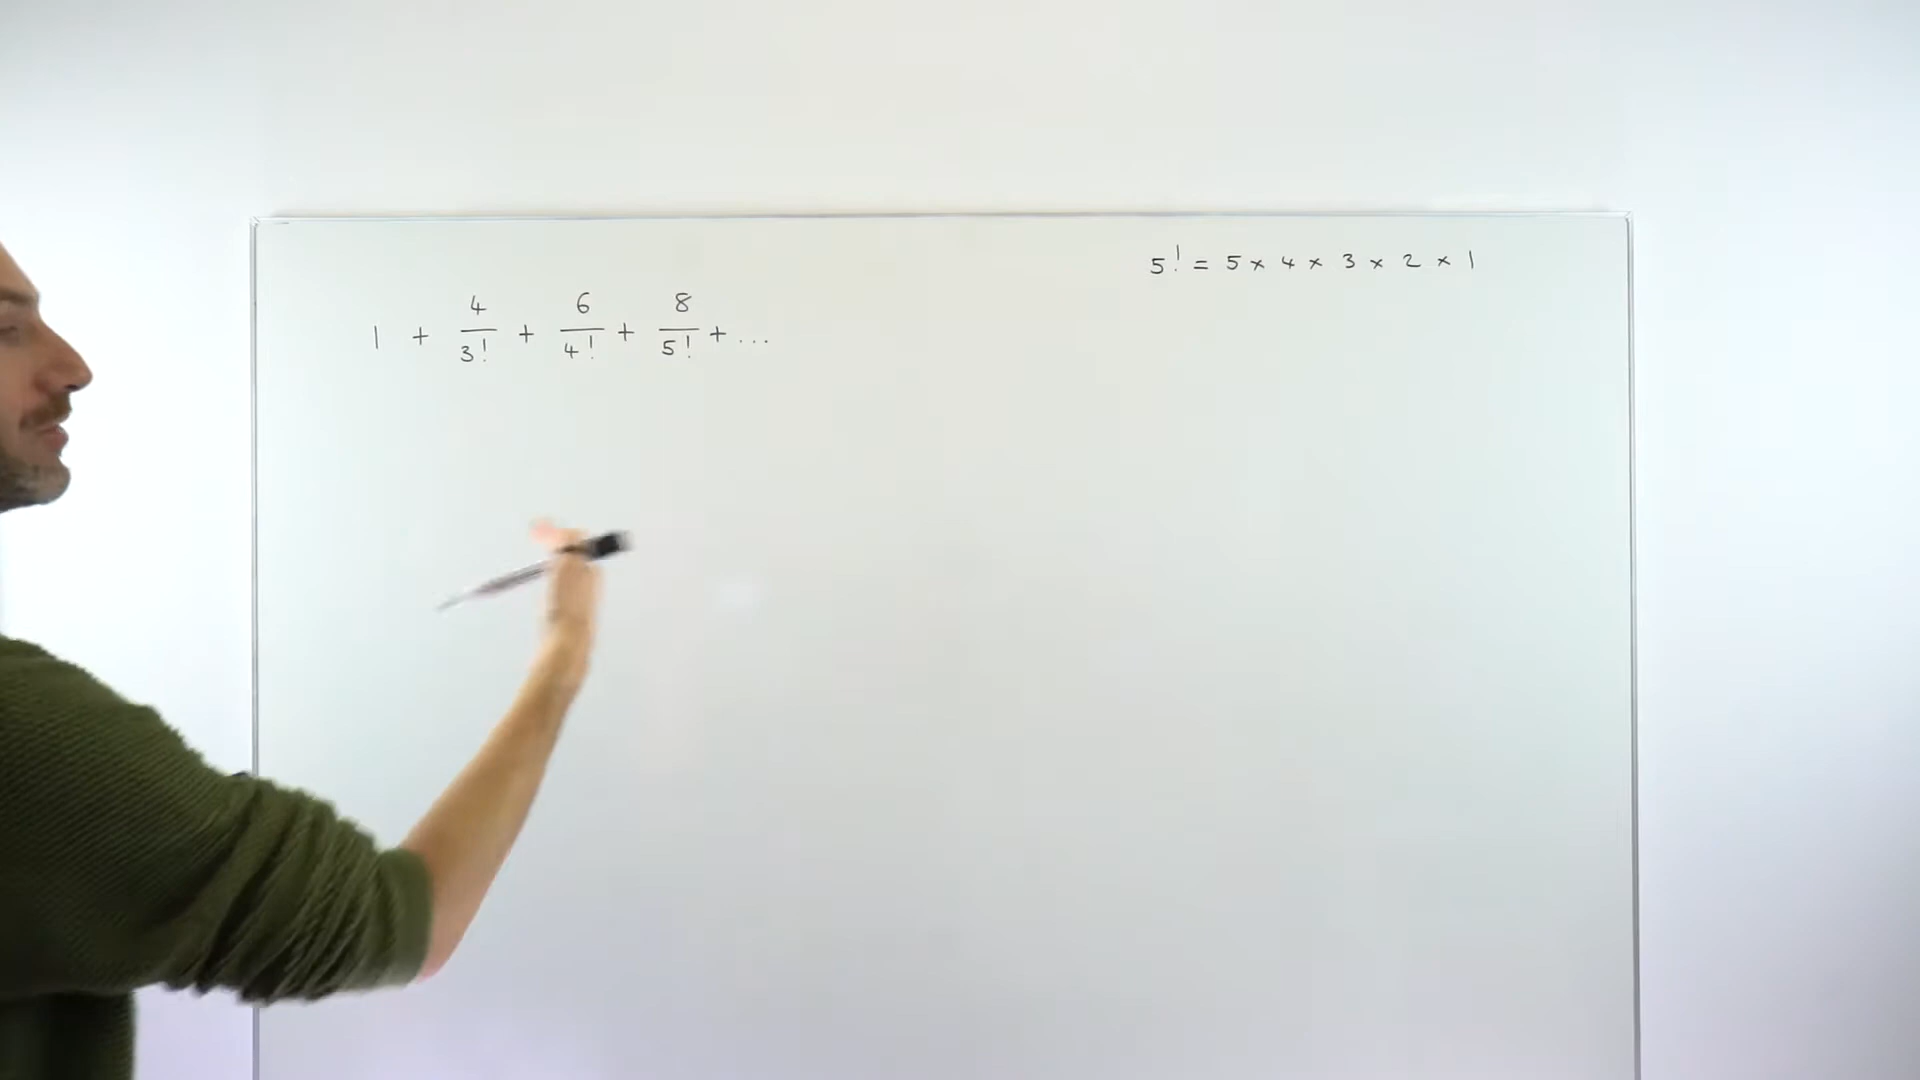 5! = 5 × 4 × 3 × 2 × 1
1 + 4/3! + 6/4! + 8/5! + ...